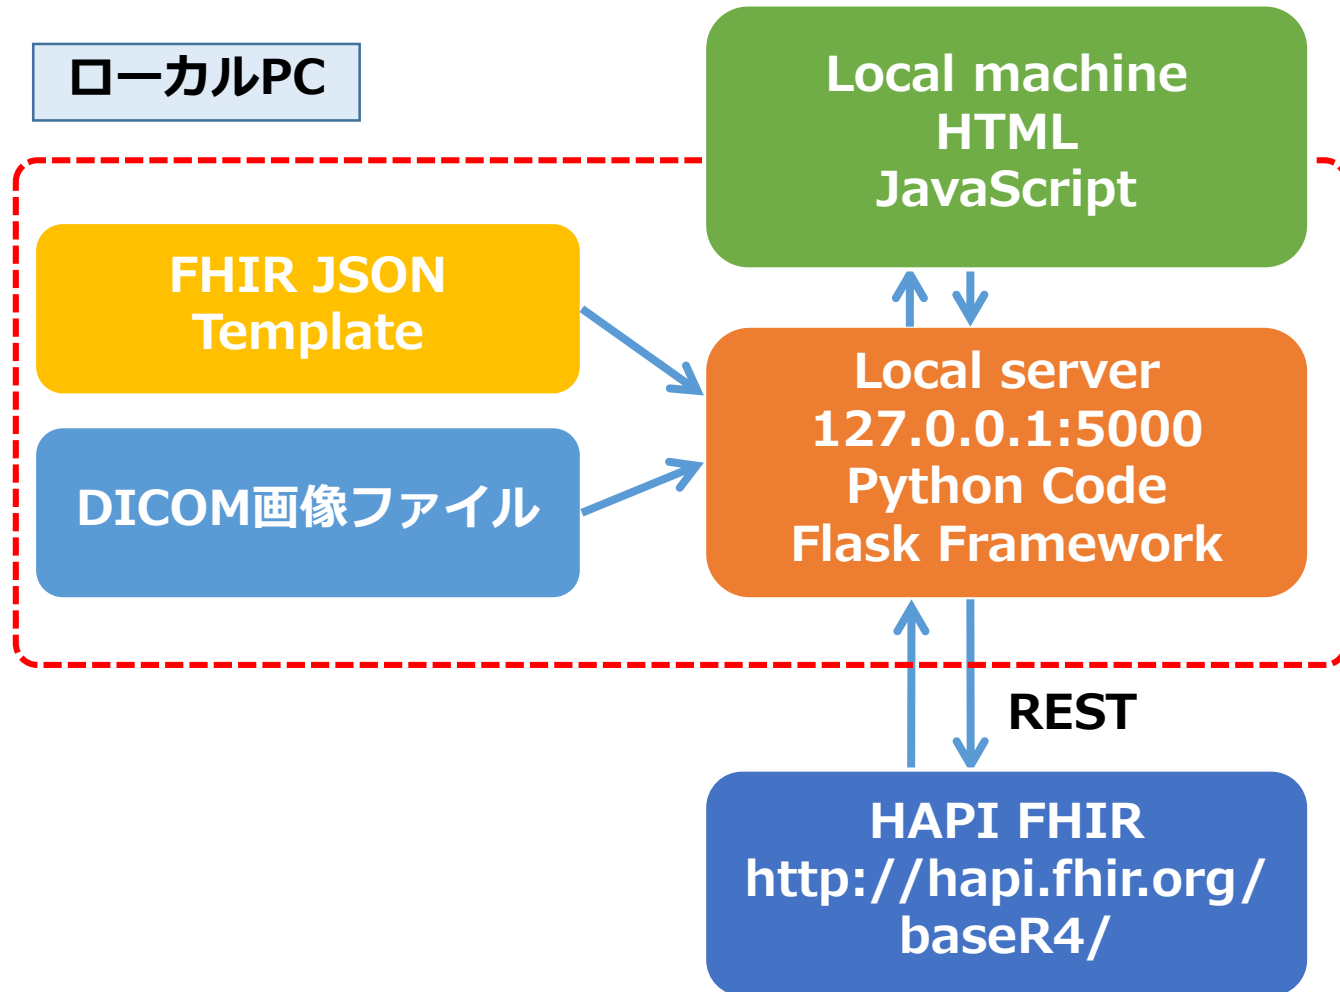 ローカルPC
Local machine
HTML
JavaScript
FHIR JSON
Template
DICOM画像ファイル
Local server
127.0.0.1:5000
Python Code
Flask Framework
REST
HAPI FHIR
http://hapi.fhir.org/
baseR4/